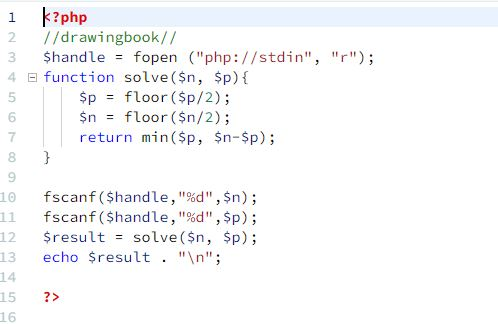 1 <?php
2 //drawingbook//
3 $handle = fopen ("php://stdin", "r");
4 function solve($n, $p){
5 $p = floor($p/2);
6 $n = floor($n/2);
7 return min($p, $n-$p);
8 }
9
10 fscanf($handle,"%d",$n);
11 fscanf($handle,"%d",$p);
12 $result = solve($n, $p);
13 echo $result . "\n";
14
15 ?>
16